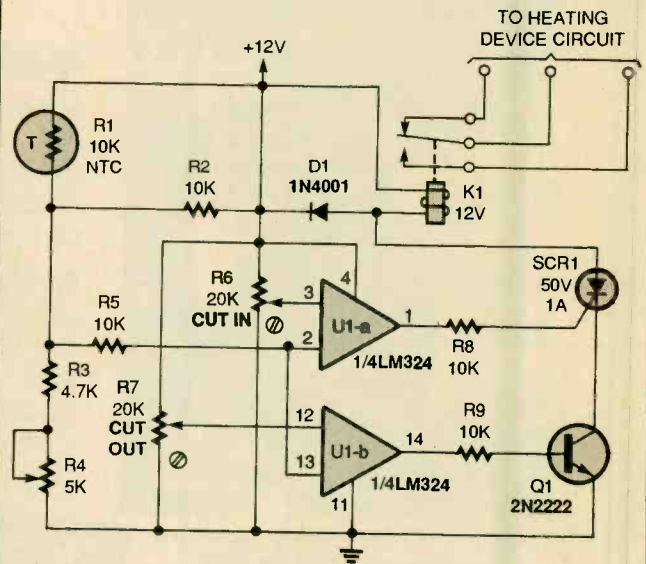 TO HEATING
DEVICE CIRCUIT
+12V
R1
10K
NTC
T
R2
10K
D1
1N4001
K1
12V
SCR1
50V
1A
R6
20K
CUT IN
4
3
U1-a
1
2
1/4LM324
R5
10K
R8
10K
R3
4.7K
R7
20K
CUT
OUT
12
U1-b
14
13
11
1/4LM324
R9
10K
R4
5K
Q1
2N2222